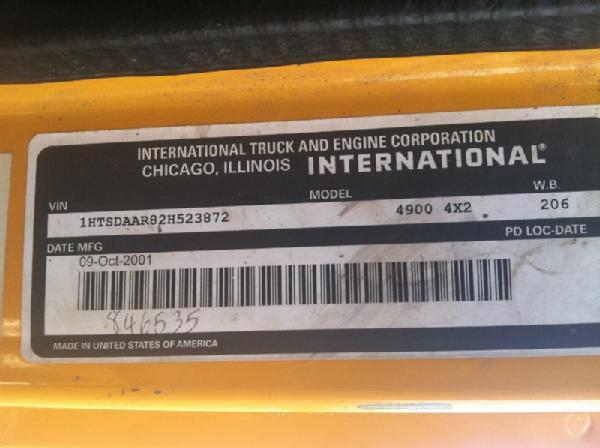 INTERNATIONAL TRUCK AND ENGINE CORPORATION
CHICAGO, ILLINOIS INTERNATIONAL®
VIN MODEL W.B.
1HTSDAAR82H523872 4900 4X2 206
DATE MFG PD LOC-DATE
09-Oct-2001
846535
MADE IN UNITED STATES OF AMERICA